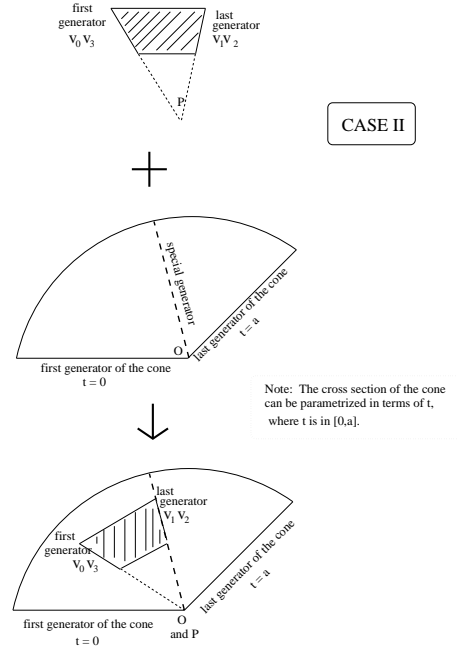 first
generator
V0 V3
last
generator
V1V2
P
CASE II
special generator
O
last generator of the cone
t = a
first generator of the cone
t = 0
Note: The cross section of the cone
can be parametrized in terms of t,
where t is in [0,a].
last
generator
V1 V2
first
generator
V0 V3
last generator of the cone
t = a
O
and P
first generator of the cone
t = 0